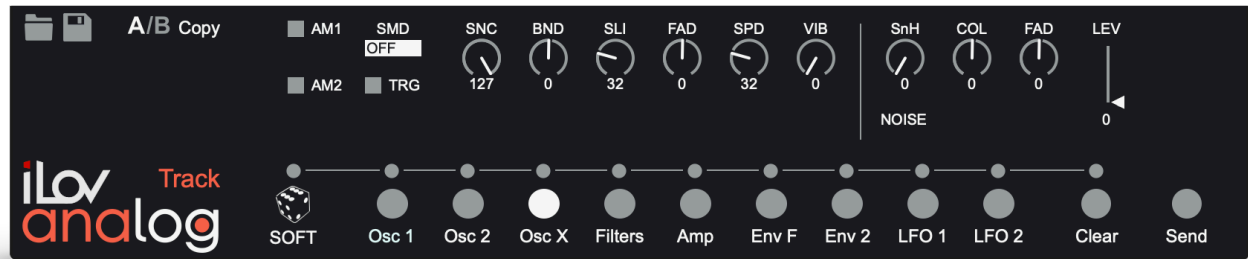 A/B Copy
AM1 SMD SNC BND SLI FAD SPD VIB SnH COL FAD LEV
OFF
AM2 TRG 127 0 32 0 32 0 0 0 0
NOISE 0
iLov Track
analog
SOFT Osc 1 Osc 2 Osc X Filters Amp Env F Env 2 LFO 1 LFO 2 Clear Send